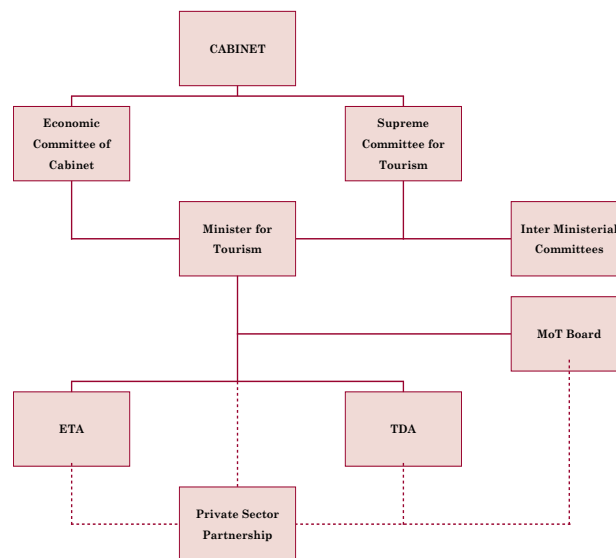 CABINET
Economic
Committee of
Cabinet
Supreme
Committee for
Tourism
Minister for
Tourism
Inter Ministerial
Committees
MoT Board
ETA
TDA
Private Sector
Partnership